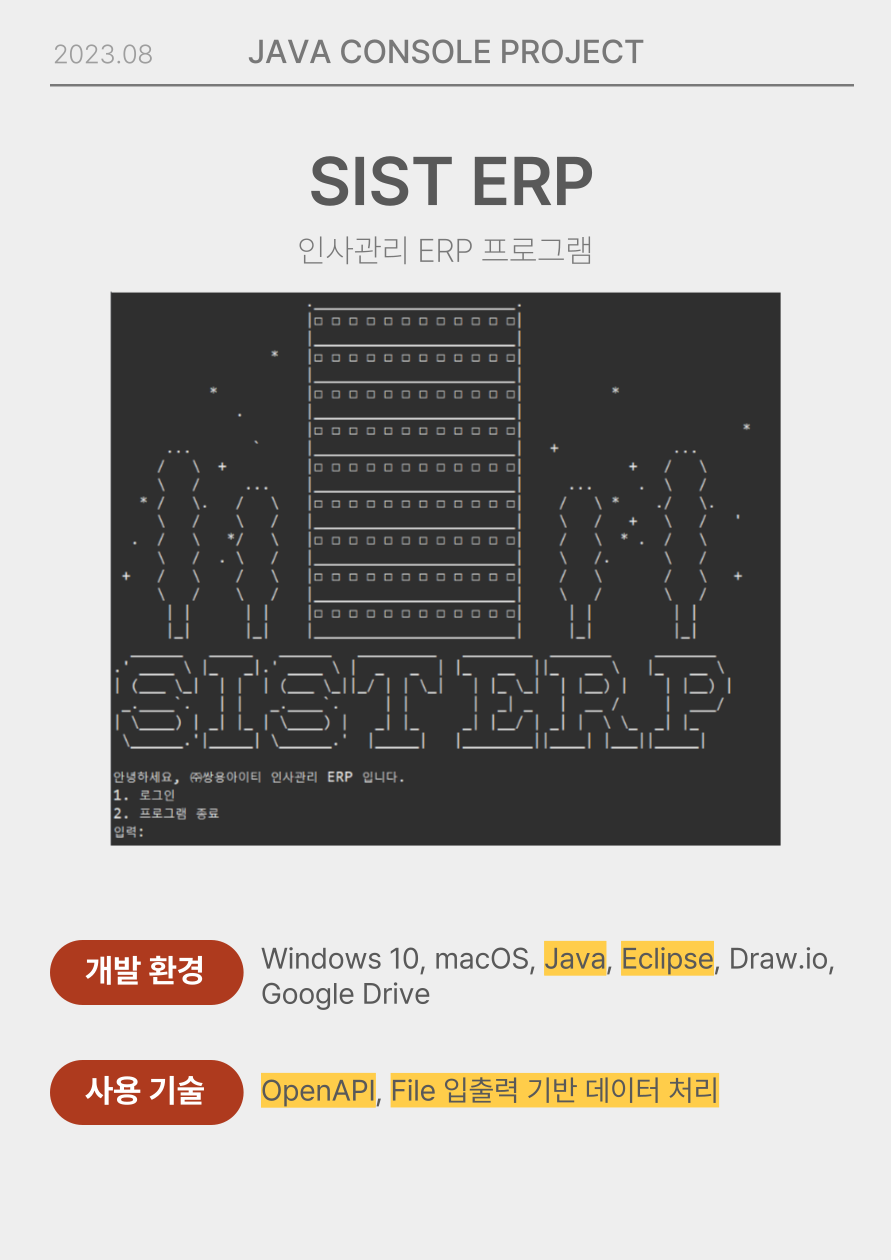 2023.08
JAVA CONSOLE PROJECT
SIST ERP
인사관리 ERP 프로그램
SIST ERP
안녕하세요, ㈜쌍용아이티 인사관리 ERP 입니다.
1. 로그인
2. 프로그램 종료
입력:
개발 환경
Windows 10, macOS, Java, Eclipse, Draw.io,
Google Drive
사용 기술
OpenAPI, File 입출력 기반 데이터 처리